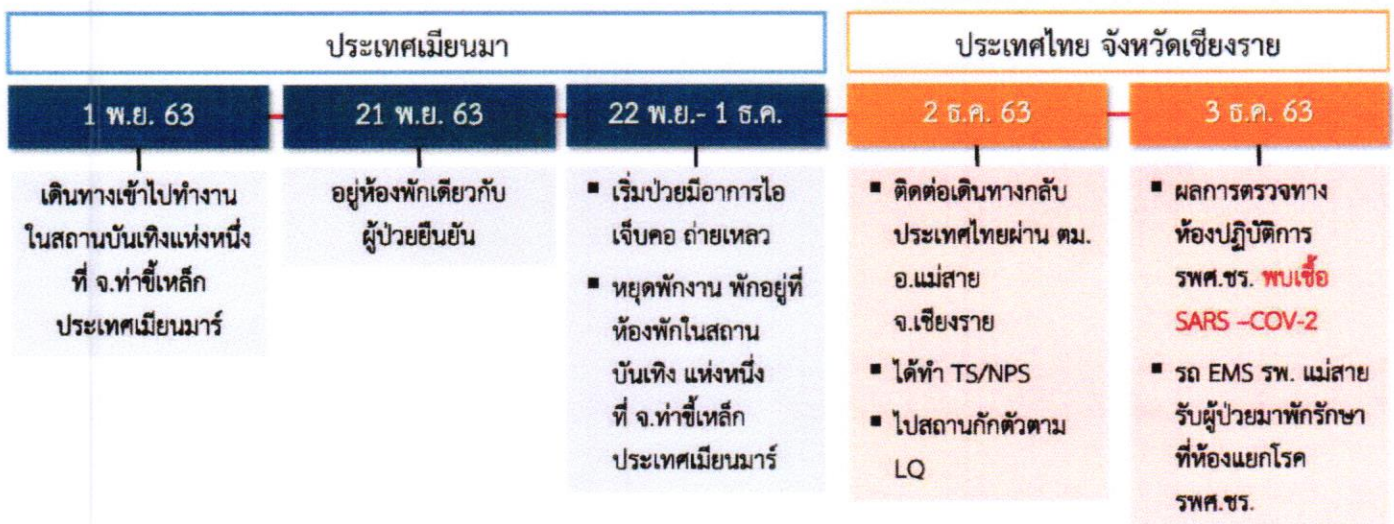 ประเทศเมียนมา
ประเทศไทย จังหวัดเชียงราย
1 พ.ย. 63
21 พ.ย. 63
22 พ.ย.- 1 ธ.ค.
2 ธ.ค. 63
3 ธ.ค. 63
เดินทางเข้าไปทำงาน
ในสถานบันเทิงแห่งหนึ่ง
ที่ จ.ท่าขี้เหล็ก
ประเทศเมียนมาร์
อยู่ห้องพักเดียวกับ
ผู้ป่วยยืนยัน
▪ เริ่มป่วยมีอาการไอ
เจ็บคอ ถ่ายเหลว
▪ หยุดพักงาน พักอยู่ที่
ห้องพักในสถาน
บันเทิง แห่งหนึ่ง
ที่ จ.ท่าขี้เหล็ก
ประเทศเมียนมาร์
▪ ติดต่อเดินทางกลับ
ประเทศไทยผ่าน ตม.
อ.แม่สาย
จ.เชียงราย
▪ ได้ทำ TS/NPS
▪ ไปสถานกักตัวตาม
LQ
▪ ผลการตรวจทาง
ห้องปฏิบัติการ
รพศ.ชร. พบเชื้อ
SARS –COV-2
▪ รถ EMS รพ. แม่สาย
รับผู้ป่วยมาพักรักษา
ที่ห้องแยกโรค
รพศ.ชร.